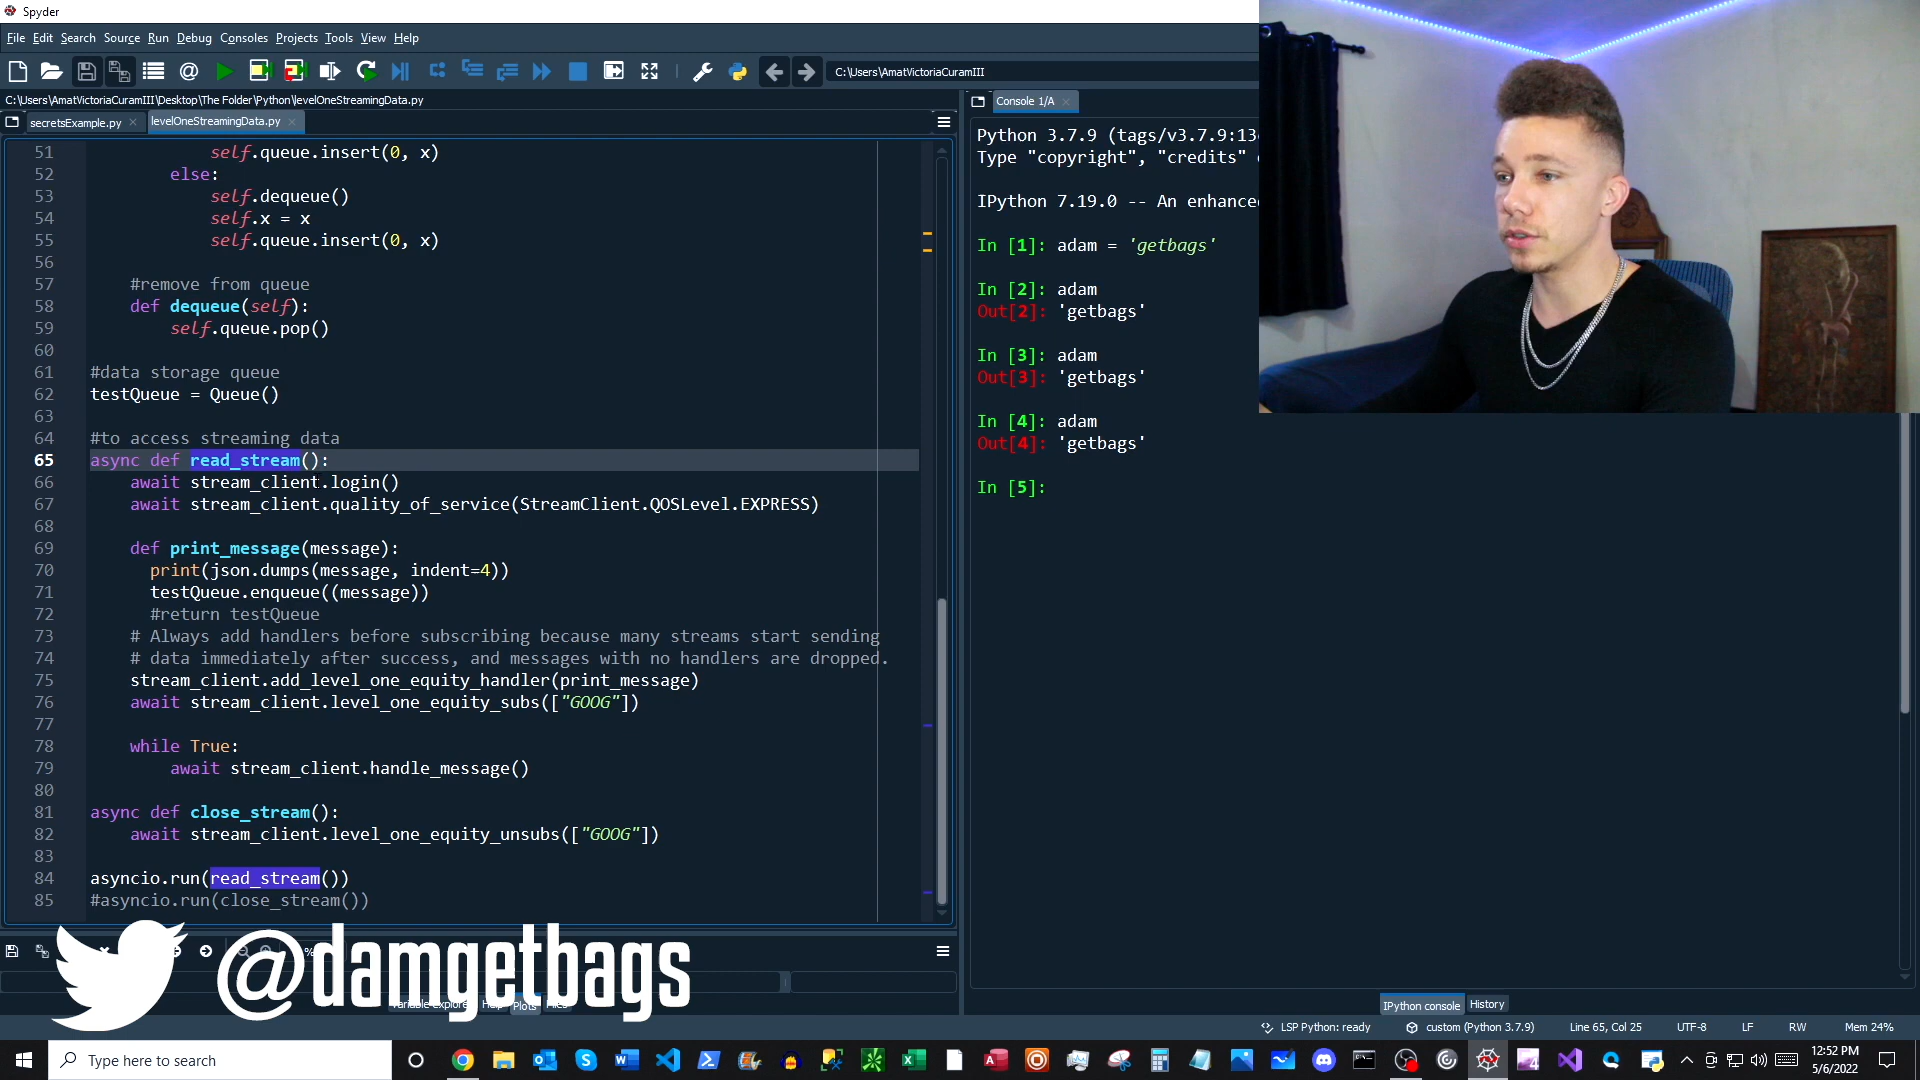 Spyder
File Edit Search Source Run Debug Consoles Projects Tools View Help
C:\Users\AmatVictoriaCuramIII
C:\Users\AmatVictoriaCuramIII\Desktop\The Folder\Python\levelOneStreamingData.py
secretsExample.py levelOneStreamingData.py
51 self.queue.insert(0, x)
52 else:
53 self.dequeue()
54 self.x = x
55 self.queue.insert(0, x)
56
57 #remove from queue
58 def dequeue(self):
59 self.queue.pop()
60
61 #data storage queue
62 testQueue = Queue()
63
64 #to access streaming data
65 async def read_stream():
66 await stream_client.login()
67 await stream_client.quality_of_service(StreamClient.QOSLevel.EXPRESS)
68
69 def print_message(message):
70 print(json.dumps(message, indent=4))
71 testQueue.enqueue((message))
72 #return testQueue
73 # Always add handlers before subscribing because many streams start sending
74 # data immediately after success, and messages with no handlers are dropped.
75 stream_client.add_level_one_equity_handler(print_message)
76 await stream_client.level_one_equity_subs(["GOOG"])
77
78 while True:
79 await stream_client.handle_message()
80
81 async def close_stream():
82 await stream_client.level_one_equity_unsubs(["GOOG"])
83
84 asyncio.run(read_stream())
85 #asyncio.run(close_stream())
@damgetbags
Plots
Console 1/A
Python 3.7.9 (tags/v3.7.9:13
Type "copyright", "credits"
IPython 7.19.0 -- An enhance
In [1]: adam = 'getbags'
In [2]: adam
Out[2]: 'getbags'
In [3]: adam
Out[3]: 'getbags'
In [4]: adam
Out[4]: 'getbags'
In [5]:
IPython console History
LSP Python: ready custom (Python 3.7.9) Line 65, Col 25 UTF-8 LF RW Mem 24%
Type here to search
12:52 PM
5/6/2022